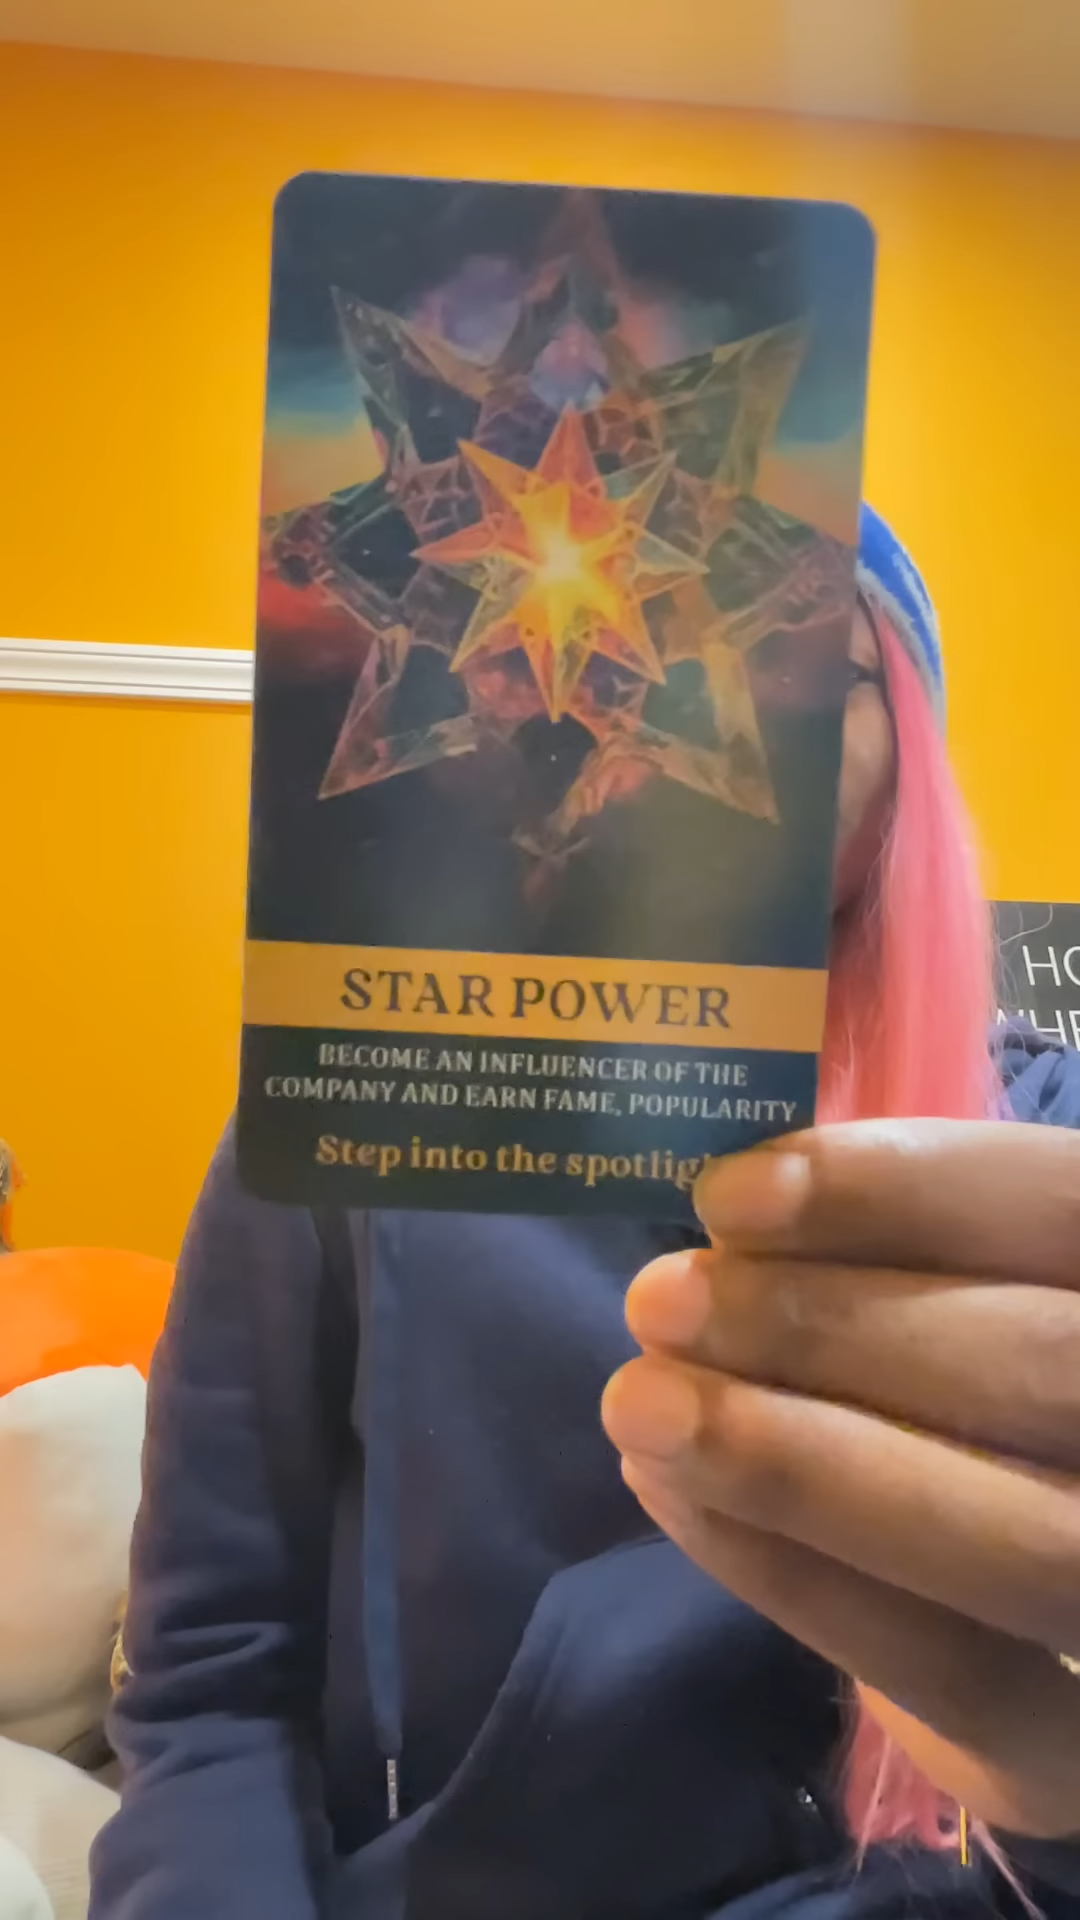 STAR POWER
BECOME AN INFLUENCER OF THE
COMPANY AND EARN FAME, POPULARITY
Step into the